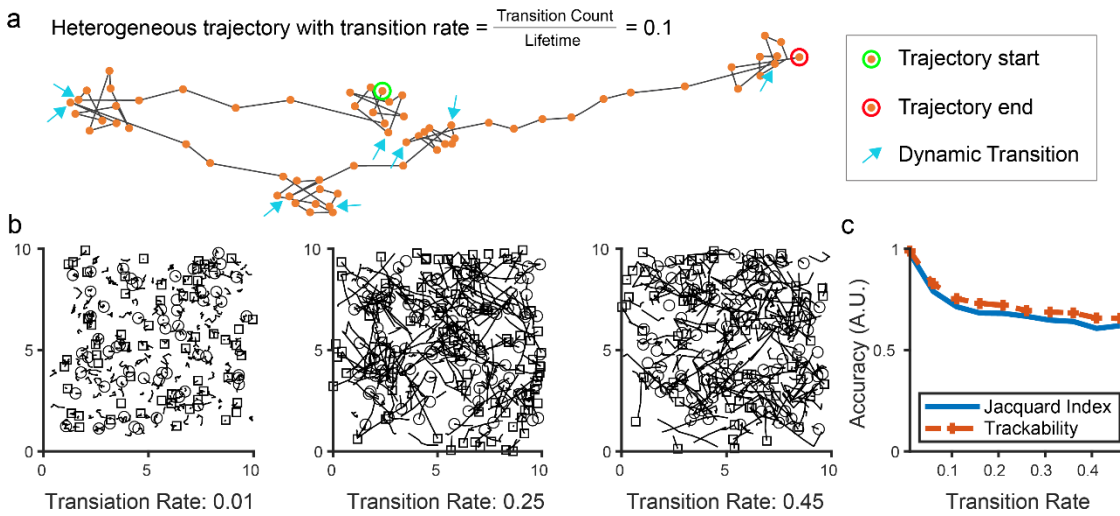 a
Heterogeneous trajectory with transition rate = Transition Count / Lifetime = 0.1
Trajectory start
Trajectory end
Dynamic Transition
b
10
5
0
0 5 10
Transiation Rate: 0.01
10
5
0
0 5 10
Transition Rate: 0.25
10
5
0
0 5 10
Transition Rate: 0.45
c
Accuracy (A.U.)
1
0.5
0
Jacquard Index
Trackability
0.1 0.2 0.3 0.4
Transition Rate